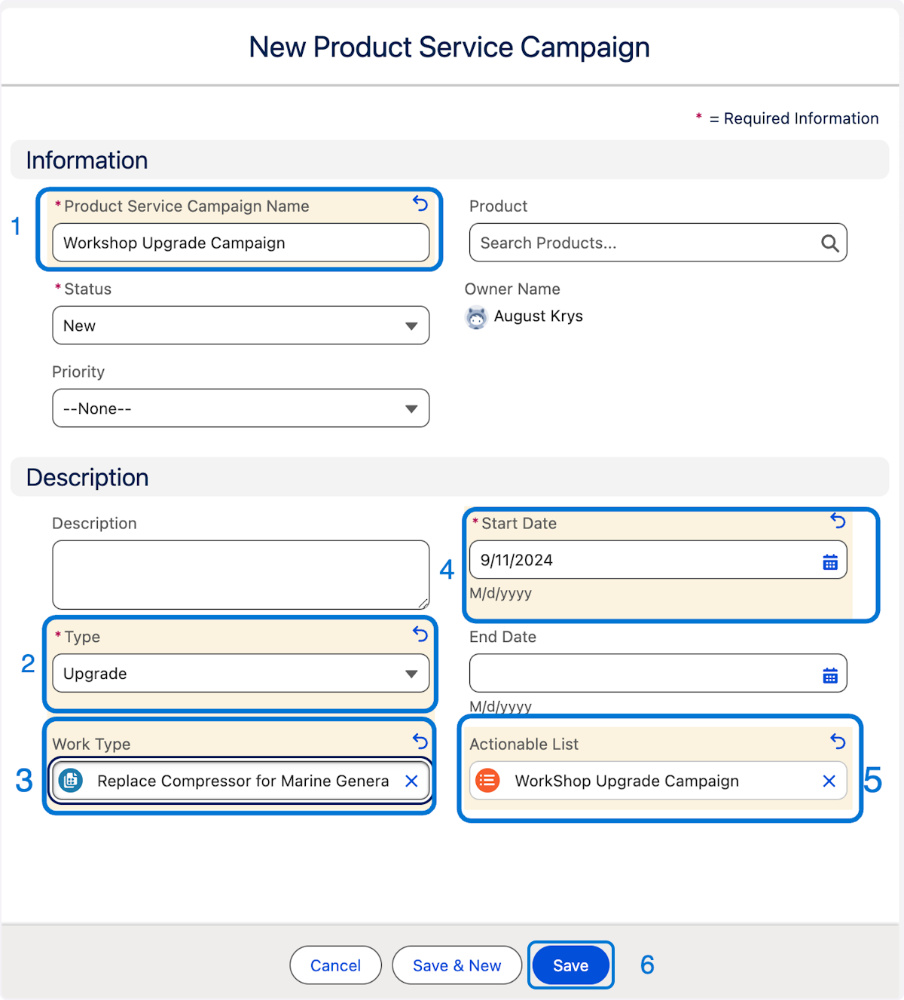 New Product Service Campaign
* = Required Information
Information
1
* Product Service Campaign Name
Workshop Upgrade Campaign
Product
Search Products...
* Status
New
Owner Name
August Krys
Priority
--None--
Description
Description
4
* Start Date
9/11/2024
M/d/yyyy
2
* Type
Upgrade
End Date
M/d/yyyy
3
Work Type
Replace Compressor for Marine Genera
Actionable List
WorkShop Upgrade Campaign
5
Cancel
Save & New
Save
6